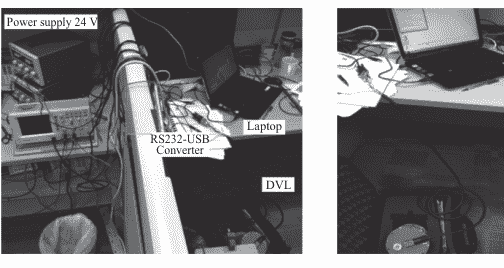 Power supply 24 V
Laptop
RS232-USB
Converter
DVL